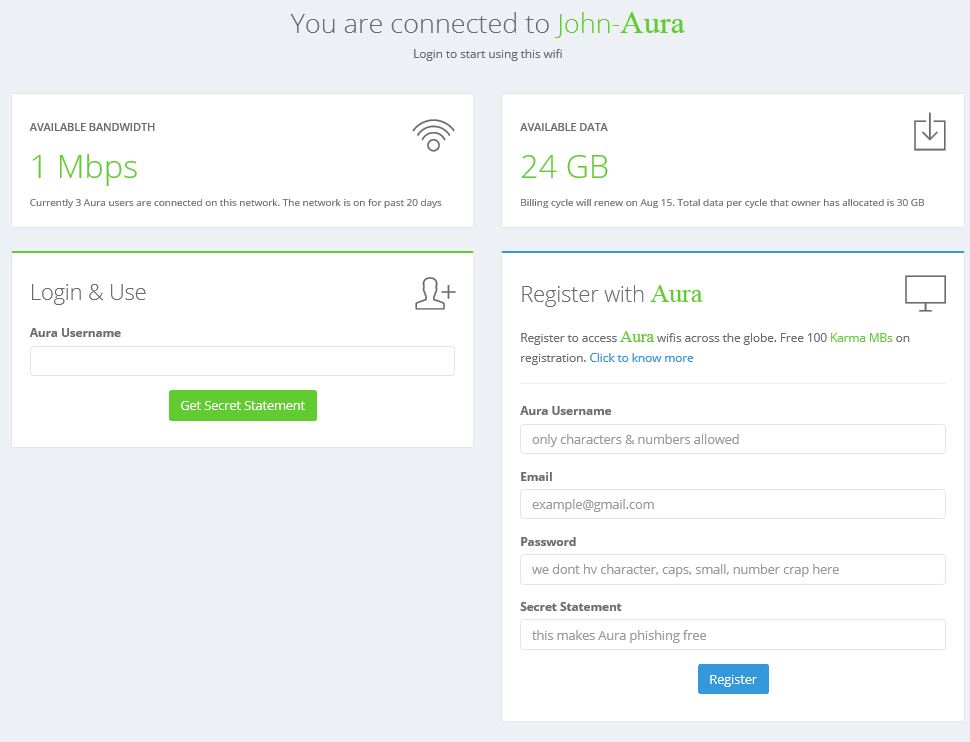 You are connected to John-Aura
Login to start using this wifi
AVAILABLE BANDWIDTH
1 Mbps
Currently 3 Aura users are connected on this network. The network is on for past 20 days
AVAILABLE DATA
24 GB
Billing cycle will renew on Aug 15. Total data per cycle that owner has allocated is 30 GB
Login & Use
Aura Username
Get Secret Statement
Register with Aura
Register to access Aura wifis across the globe. Free 100 Karma MBs on
registration. Click to know more
Aura Username
only characters & numbers allowed
Email
example@gmail.com
Password
we dont hv character, caps, small, number crap here
Secret Statement
this makes Aura phishing free
Register